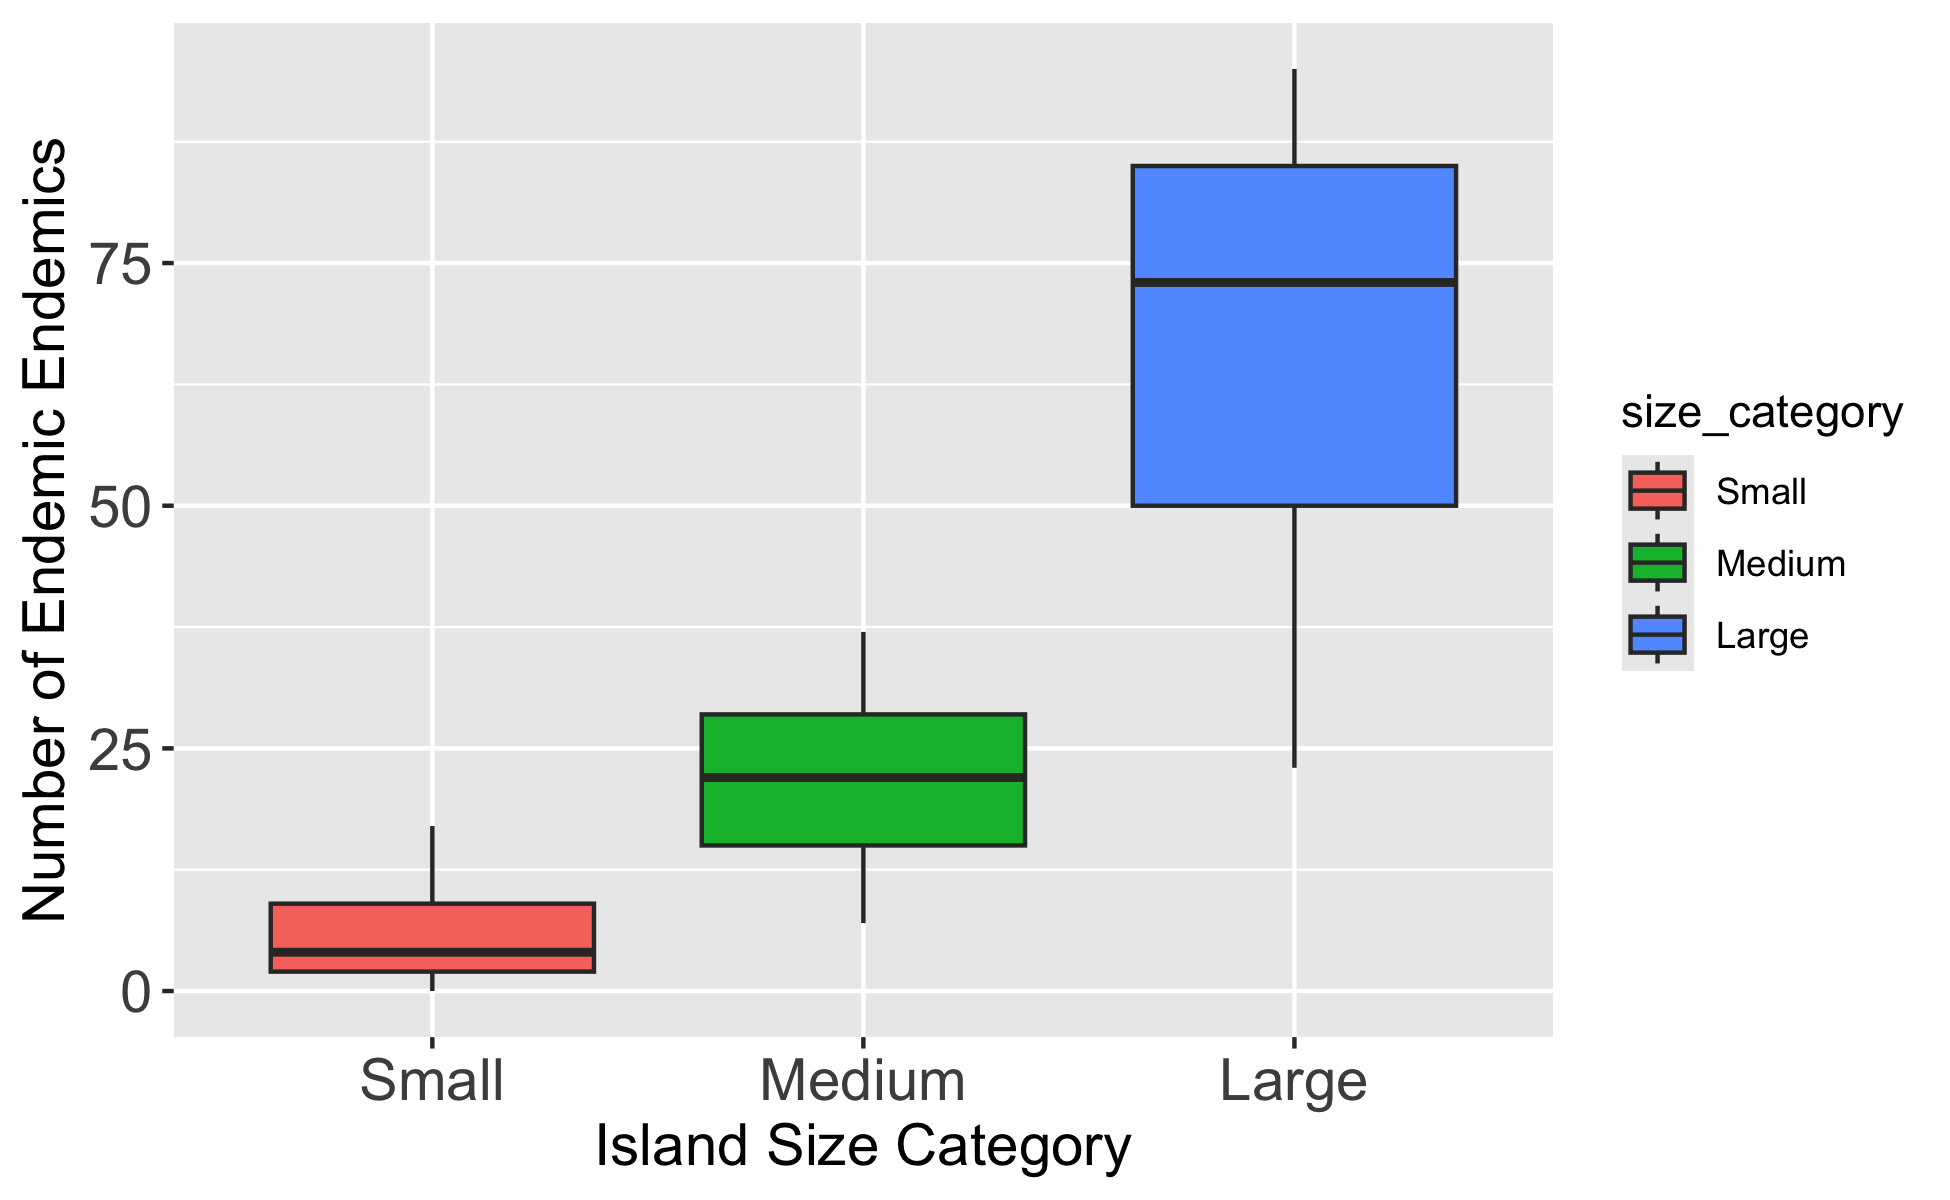 Number of Endemic Endemics
75
50
25
0
Small
Medium
Large
Island Size Category
size_category
Small
Medium
Large